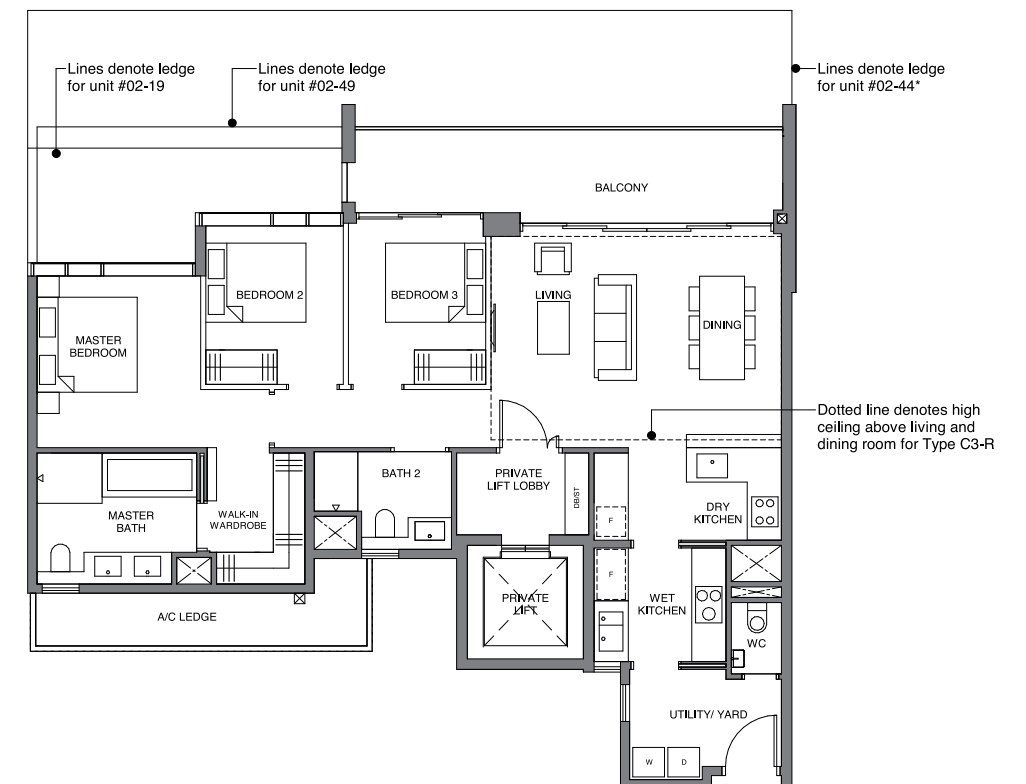 Lines denote ledge
for unit #02-19
Lines denote ledge
for unit #02-49
Lines denote ledge
for unit #02-44*
BALCONY
BEDROOM 2
BEDROOM 3
LIVING
DINING
MASTER
BEDROOM
Dotted line denotes high
ceiling above living and
dining room for Type C3-R
BATH 2
PRIVATE
LIFT LOBBY
DB/ST
MASTER
BATH
WALK-IN
WARDROBE
F
DRY
KITCHEN
F
PRIVATE
LIFT
WET
KITCHEN
A/C LEDGE
WC
UTILITY/ YARD
W
D